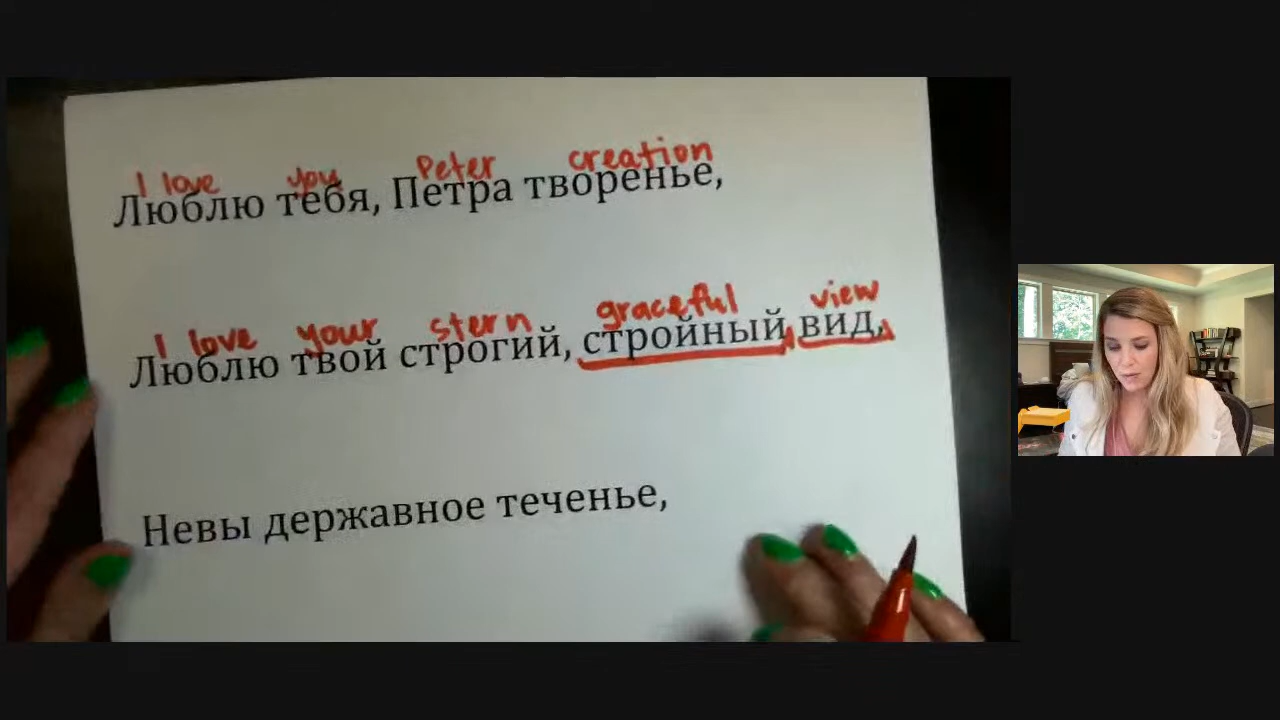 I love you Peter creation
Люблю тебя, Петра творенье,
I love your stern graceful view
Люблю твой строгий, стройный вид,
Невы державное теченье,